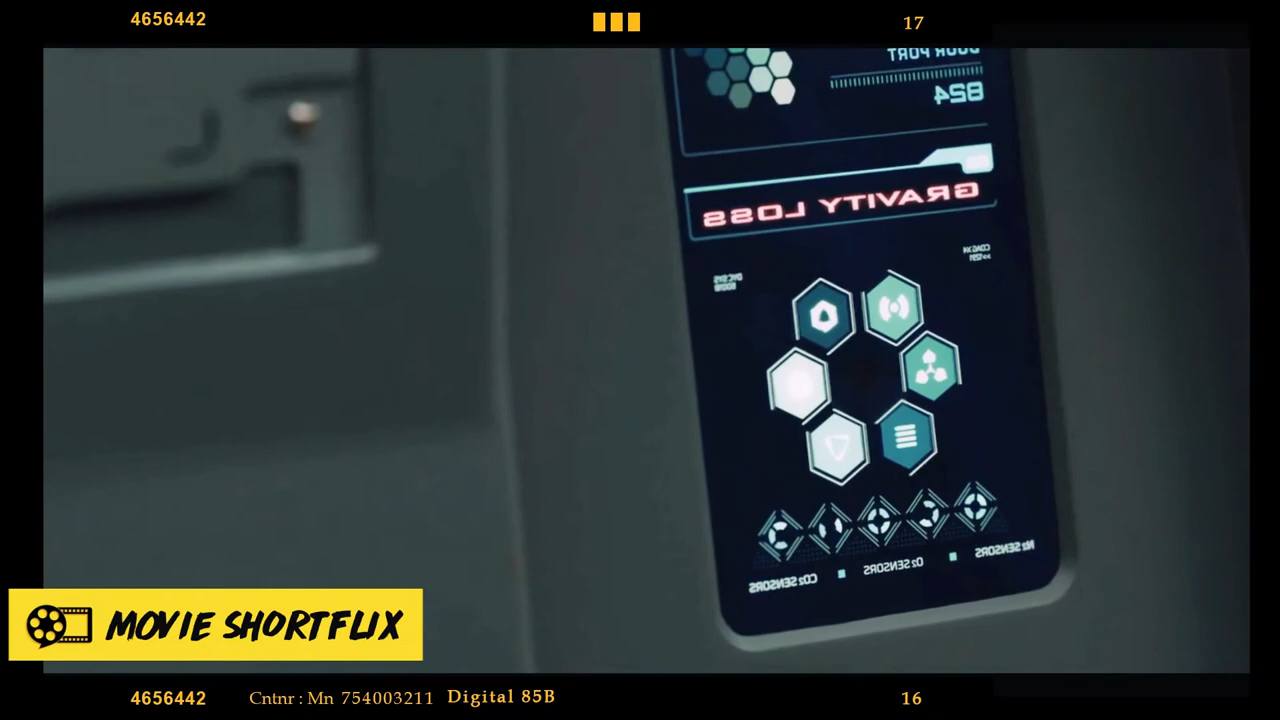 4656442
17
DOOR PORT
B24
GRAVITY LOSS
CO2 SENSORS
O2 SENSORS
N2 SENSORS
MOVIE SHORTFLIX
4656442 Cntnr : Mn 754003211 Digital 85B
16